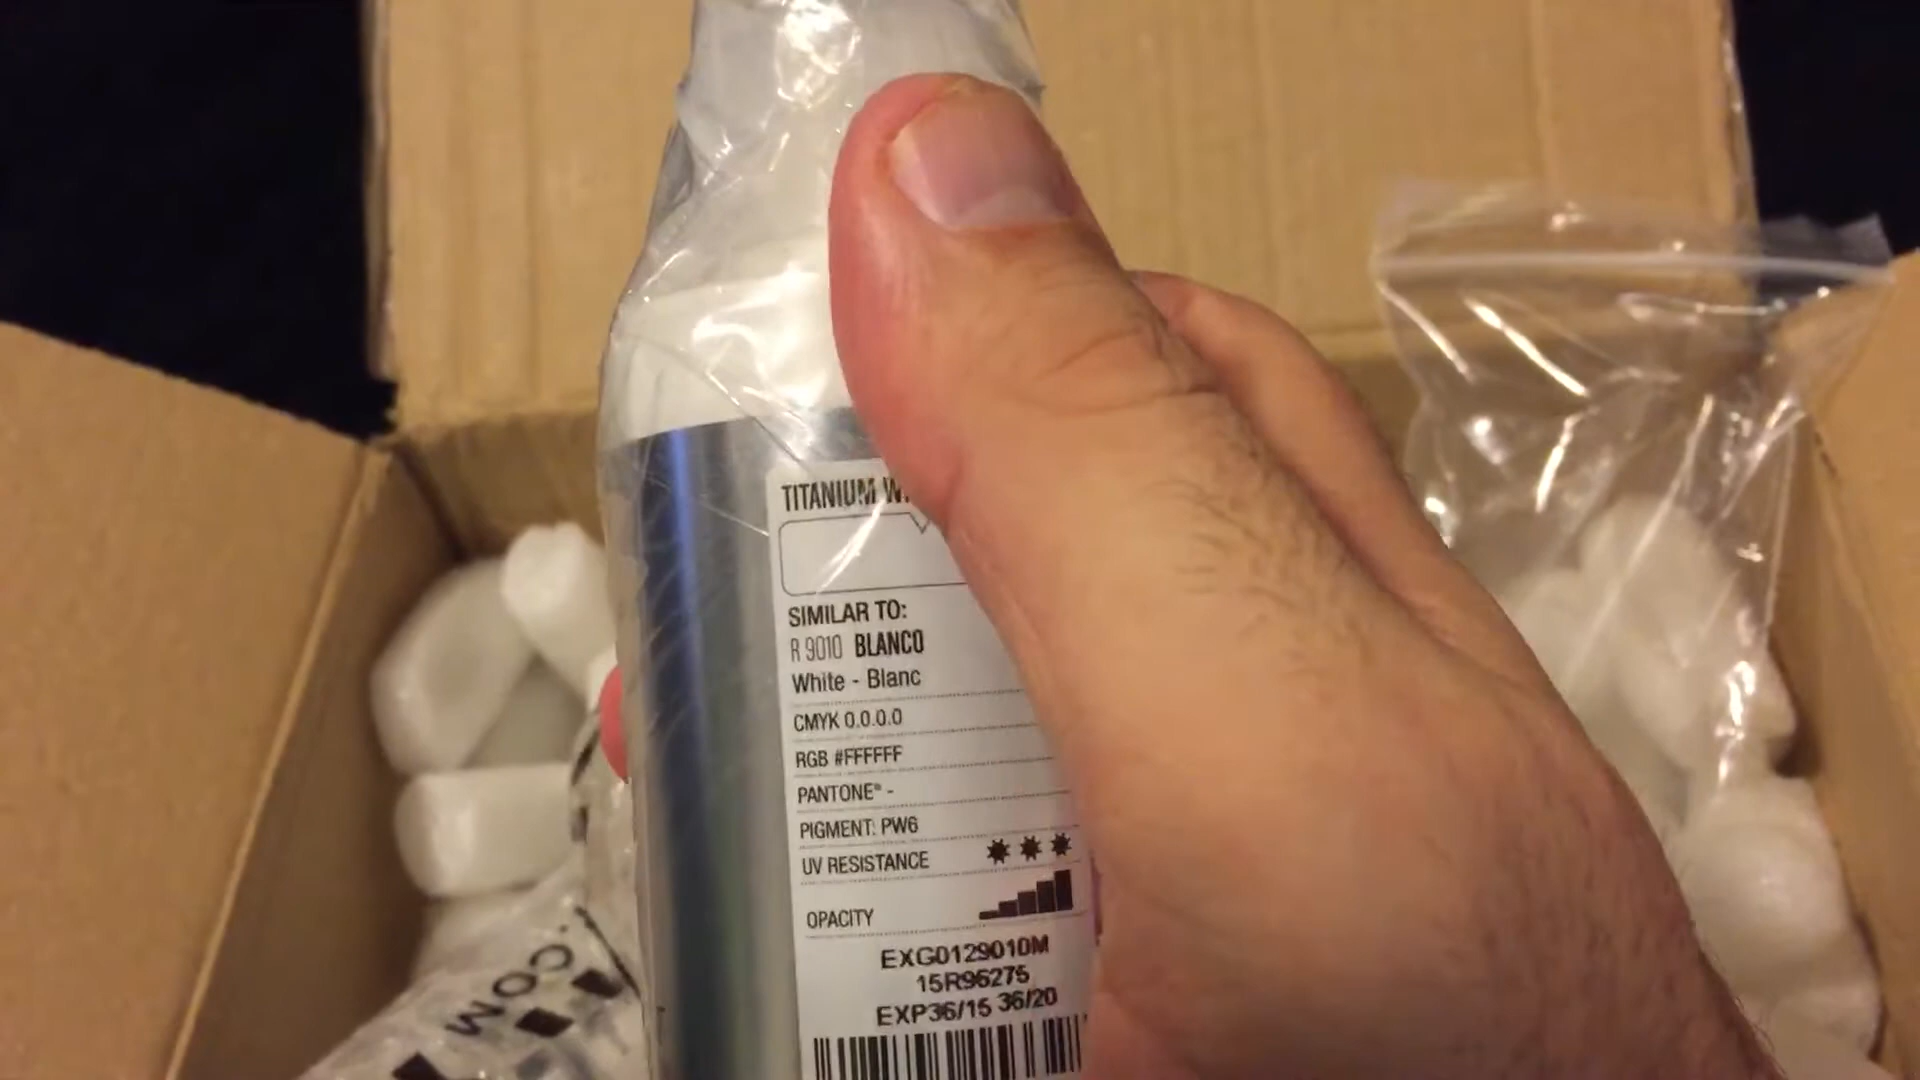 TITANIUM
SIMILAR TO:
R 9010 BLANCO
White - Blanc
CMYK 0.0.0.0
RGB #FFFFFF
PANTONE® -
PIGMENT: PW6
UV RESISTANCE
OPACITY
EXG0129010M
15R96275
EXP36/15 36/20
.COM